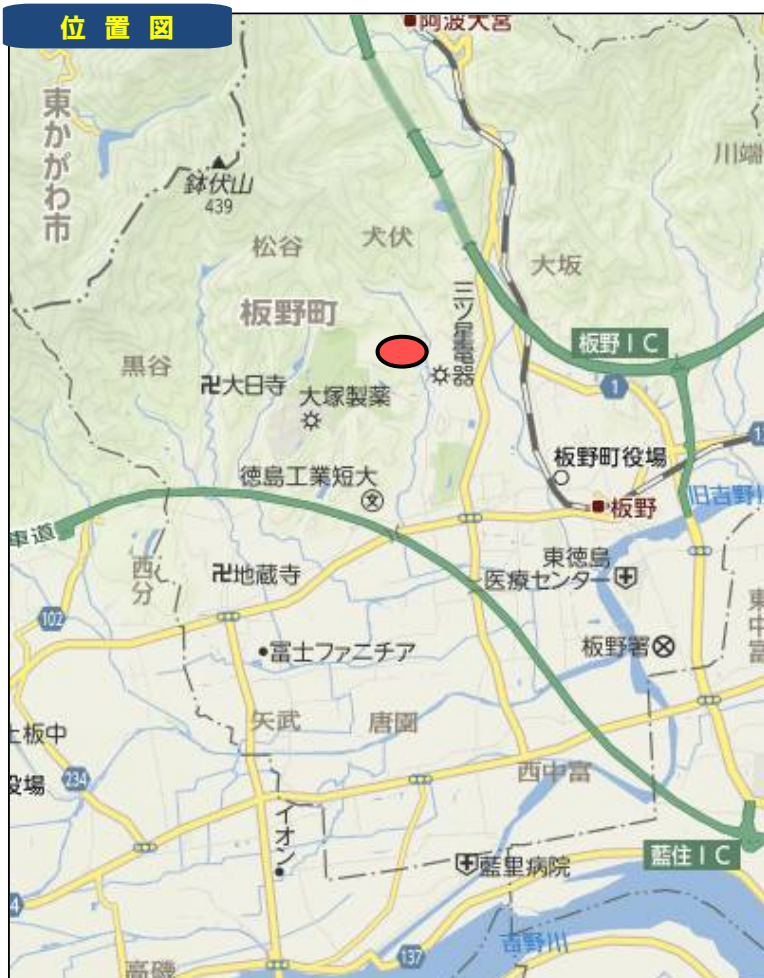 位置図
阿波大宮
東かがわ市
川端
鉢伏山
439
松谷
犬伏
大坂
板野町
三ツ星電器
板野IC
黒谷
卍大日寺
大塚製薬
1
徳島工業短大
文
板野町役場
板野
旧吉野川
車道
西分
卍地蔵寺
東徳島
医療センター
102
東中富
板野署
富士ファニチア
矢武
唐園
上板中
役場
234
西中富
イオン
藍住IC
藍里病院
吉野川
137
高磯